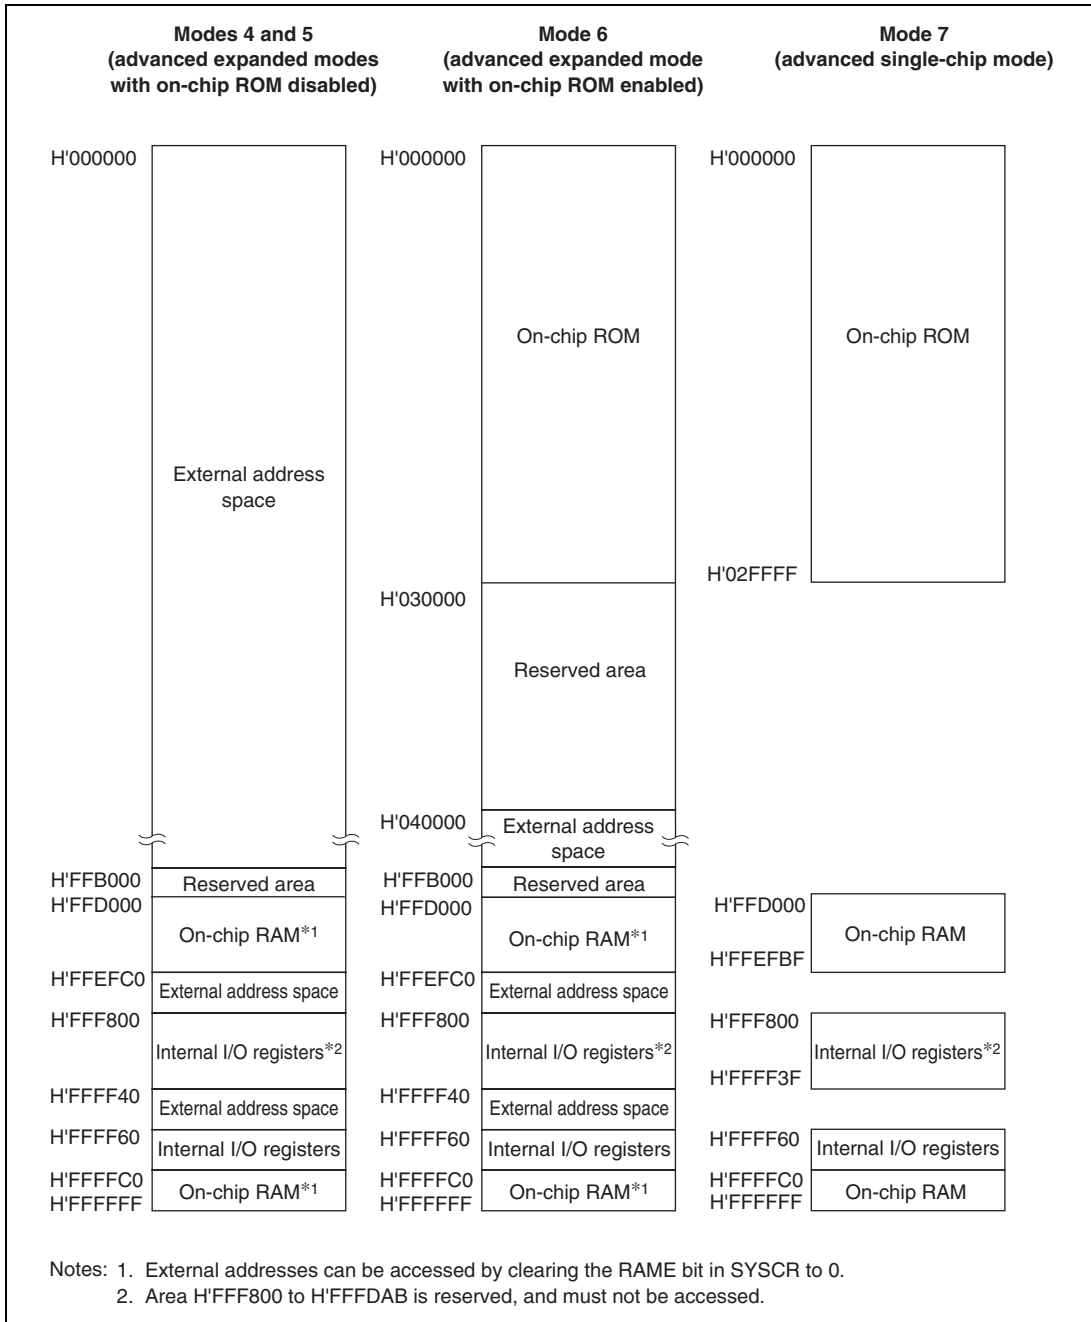 Modes 4 and 5
(advanced expanded modes
with on-chip ROM disabled)
Mode 6
(advanced expanded mode
with on-chip ROM enabled)
Mode 7
(advanced single-chip mode)
H'000000
External address
space
H'FFB000
Reserved area
H'FFD000
On-chip RAM*1
H'FFEFC0
External address space
H'FFF800
Internal I/O registers*2
H'FFFF40
External address space
H'FFFF60
Internal I/O registers
H'FFFFC0
On-chip RAM*1
H'FFFFFF
H'000000
On-chip ROM
H'030000
Reserved area
H'040000
External address
space
H'FFB000
Reserved area
H'FFD000
On-chip RAM*1
H'FFEFC0
External address space
H'FFF800
Internal I/O registers*2
H'FFFF40
External address space
H'FFFF60
Internal I/O registers
H'FFFFC0
On-chip RAM*1
H'FFFFFF
H'000000
On-chip ROM
H'02FFFF
H'FFD000
On-chip RAM
H'FFEFBF
H'FFF800
Internal I/O registers*2
H'FFFF3F
H'FFFF60
Internal I/O registers
H'FFFFC0
On-chip RAM
H'FFFFFF
Notes: 1. External addresses can be accessed by clearing the RAME bit in SYSCR to 0.
2. Area H'FFF800 to H'FFFDAB is reserved, and must not be accessed.